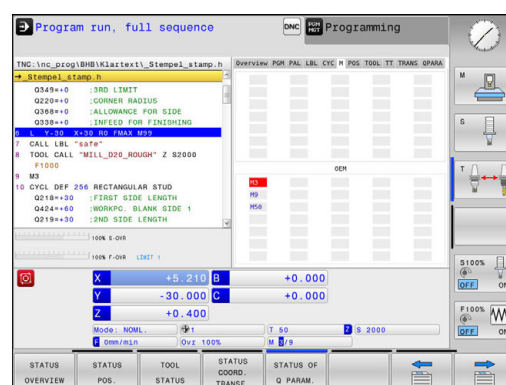 Program run, full sequence
DNC
PGM MGT
Programming
TNC:\nc_prog\BHB\Klartext\_Stempel_stamp.h
→_Stempel_stamp.h
Q349=+0 ;3RD LIMIT
Q220=+0 ;CORNER RADIUS
Q368=+0 ;ALLOWANCE FOR SIDE
Q338=+0 ;INFEED FOR FINISHING
6 L Y-30 X+30 R0 FMAX M99
7 CALL LBL "safe"
8 TOOL CALL "MILL_D20_ROUGH" Z S2000
F1000
9 M3
10 CYCL DEF 256 RECTANGULAR STUD
Q218=+30 ;FIRST SIDE LENGTH
Q424=+60 ;WORKPC. BLANK SIDE 1
Q219=+30 ;2ND SIDE LENGTH
100% S-OVR
100% F-OVR LIMIT 1
Overview PGM PAL LBL CYC M POS TOOL TT TRANS QPARA
OEM
M3
M9
M50
X +5.210 B +0.000
Y -30.000 C +0.000
Z +0.400
Mode: NOML. 1 T 50 Z S 2000
F 0mm/min Ovr 100% M 3/9
M
S
T
S100%
OFF ON
F100%
OFF ON
STATUS OVERVIEW
STATUS POS.
TOOL STATUS
STATUS COORD. TRANSF.
STATUS OF Q PARAM.